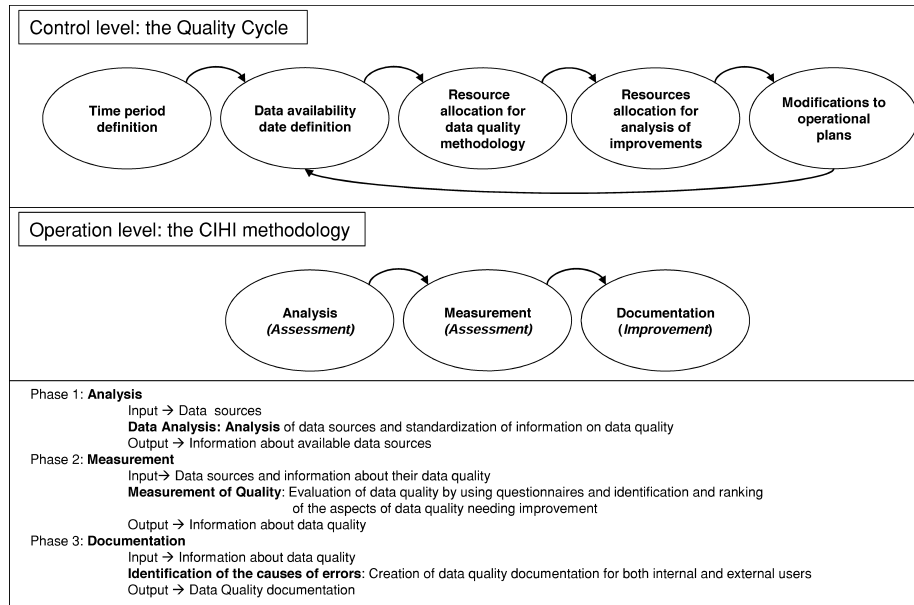 Control level: the Quality Cycle
Time period
definition
Data availability
date definition
Resource
allocation for
data quality
methodology
Resources
allocation for
analysis of
improvements
Modifications to
operational
plans
Operation level: the CIHI methodology
Analysis
(Assessment)
Measurement
(Assessment)
Documentation
(Improvement)
Phase 1: Analysis
Input → Data sources
Data Analysis: Analysis of data sources and standardization of information on data quality
Output → Information about available data sources
Phase 2: Measurement
Input→ Data sources and information about their data quality
Measurement of Quality: Evaluation of data quality by using questionnaires and identification and ranking
of the aspects of data quality needing improvement
Output → Information about data quality
Phase 3: Documentation
Input → Information about data quality
Identification of the causes of errors: Creation of data quality documentation for both internal and external users
Output → Data Quality documentation